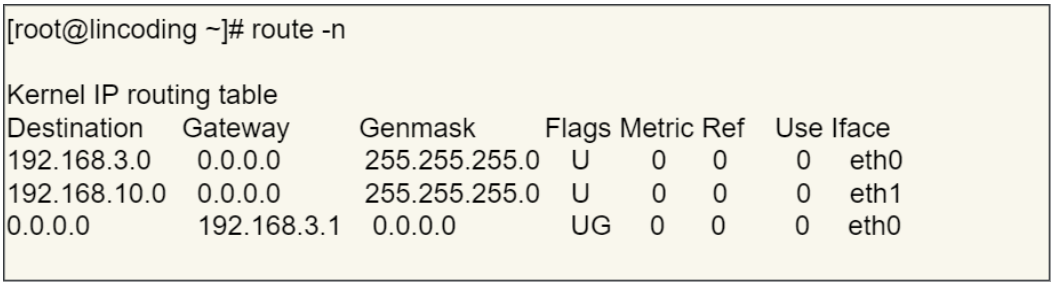 [root@lincoding ~]# route -n
Kernel IP routing table
Destination Gateway Genmask Flags Metric Ref Use Iface
192.168.3.0 0.0.0.0 255.255.255.0 U 0 0 0 eth0
192.168.10.0 0.0.0.0 255.255.255.0 U 0 0 0 eth1
0.0.0.0 192.168.3.1 0.0.0.0 UG 0 0 0 eth0